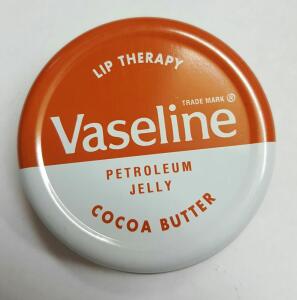 LIP THERAPY
TRADE MARK ®
Vaseline
PETROLEUM
JELLY
COCOA BUTTER